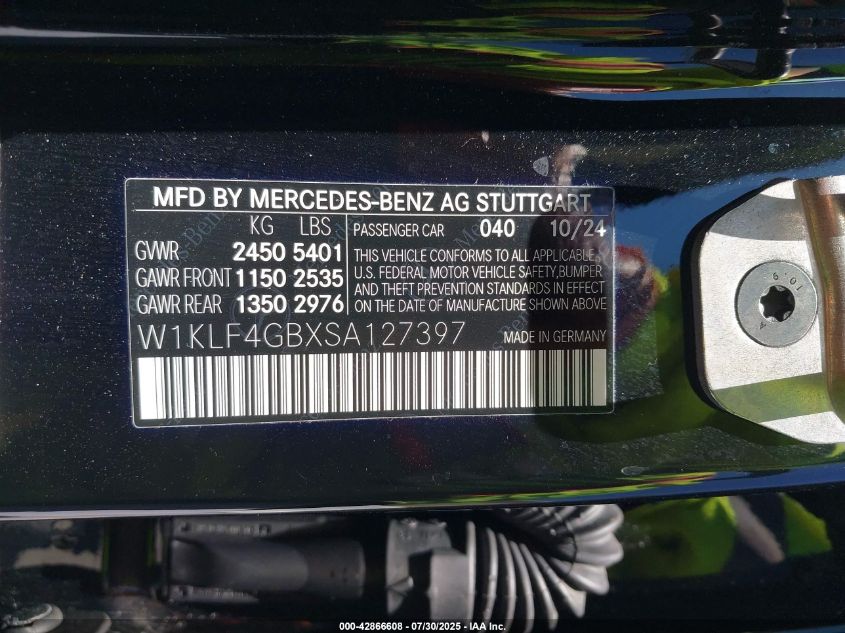 MFD BY MERCEDES-BENZ AG STUTTGART
KG LBS
GVWR 2450 5401
GAWR FRONT 1150 2535
GAWR REAR 1350 2976
PASSENGER CAR 040 10/24
THIS VEHICLE CONFORMS TO ALL APPLICABLE
U.S. FEDERAL MOTOR VEHICLE SAFETY, BUMPER
AND THEFT PREVENTION STANDARDS IN EFFECT
ON THE DATE OF MANUFACTURE SHOWN ABOVE
W1KLF4GBXSA127397 MADE IN GERMANY
10.9
000-42866608 / 07/30/2025 - IAA Inc.